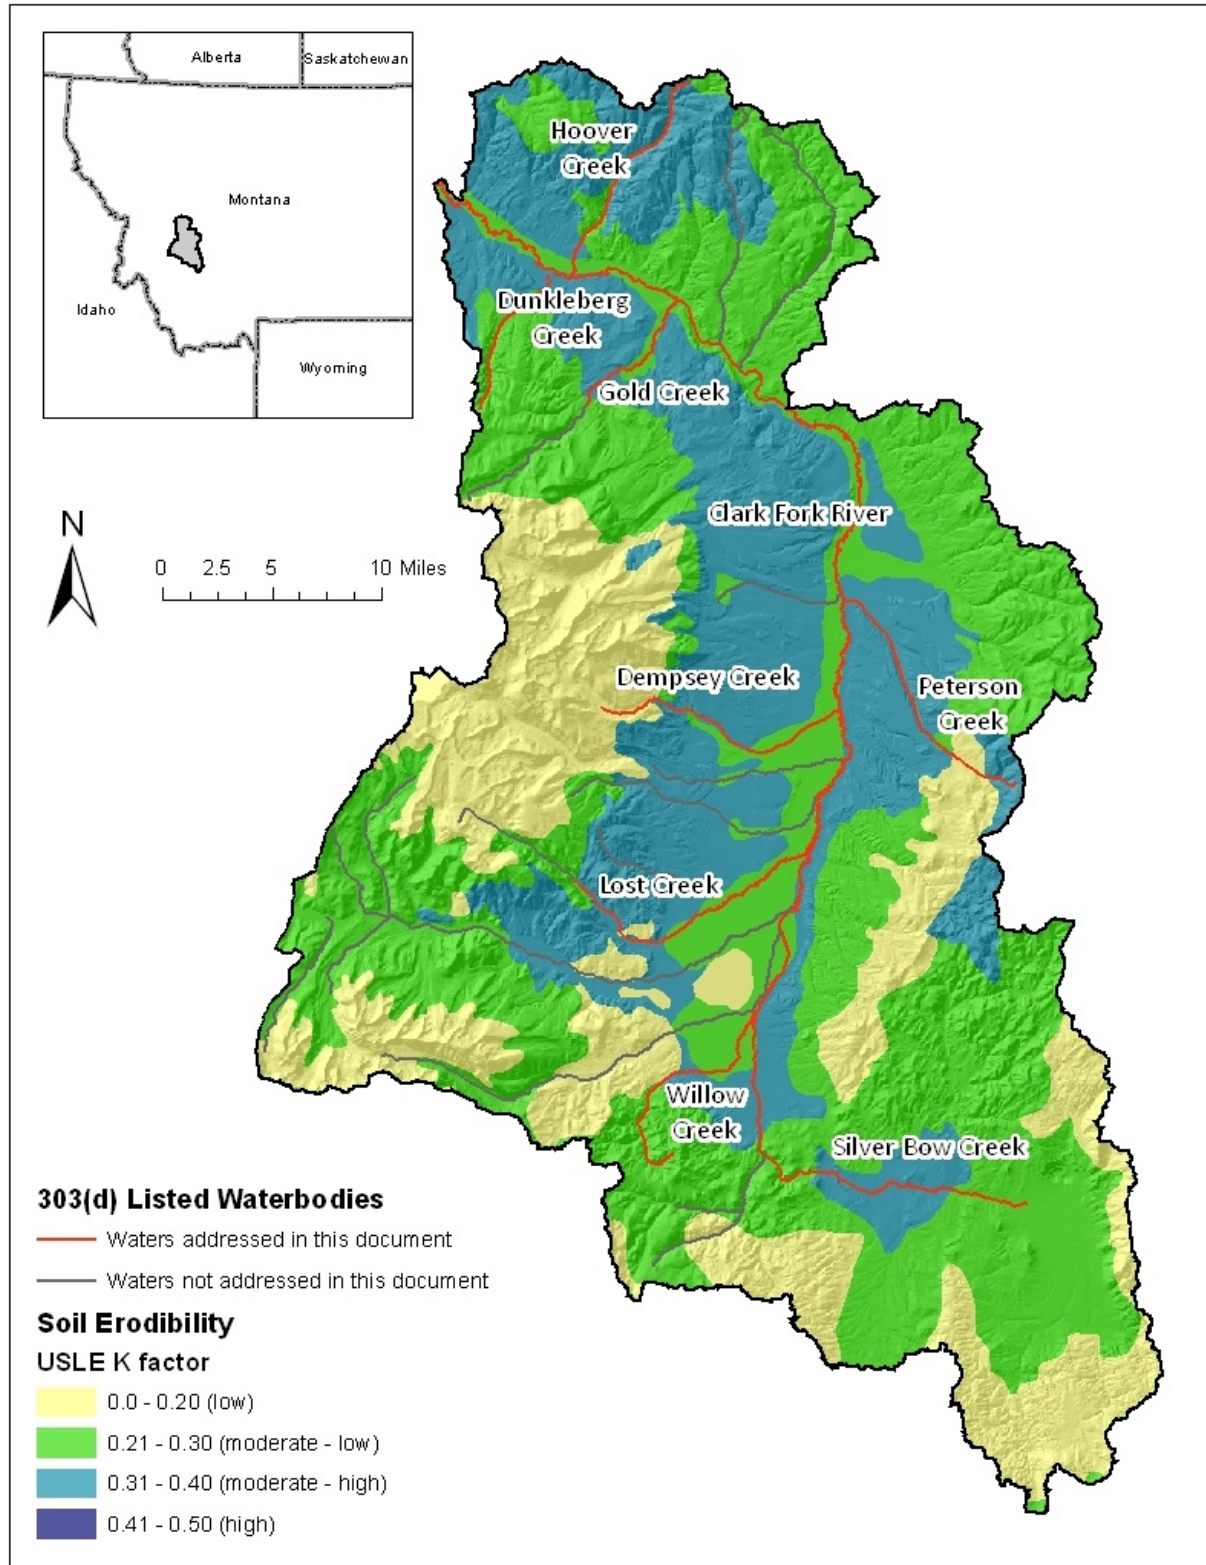 Alberta
Saskatchewan
Montana
Idaho
Wyoming
N
0 2.5 5 10 Miles
Hoover
Creek
Dunkleberg
Creek
Gold Creek
Clark Fork River
Dempsey Creek
Peterson
Creek
Lost Creek
Willow
Creek
Silver Bow Creek
303(d) Listed Waterbodies
Waters addressed in this document
Waters not addressed in this document
Soil Erodibility
USLE K factor
0.0 - 0.20 (low)
0.21 - 0.30 (moderate - low)
0.31 - 0.40 (moderate - high)
0.41 - 0.50 (high)